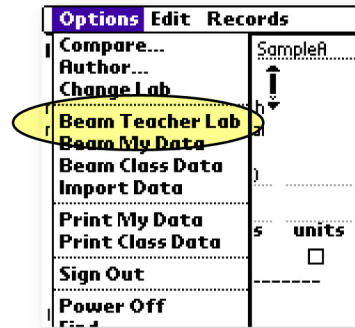 Options Edit Records
Compare...
SampleA
Author...
Change Lab
Beam Teacher Lab
Beam My Data
Beam Class Data
Import Data
Print My Data
Print Class Data
units
Sign Out
Power Off